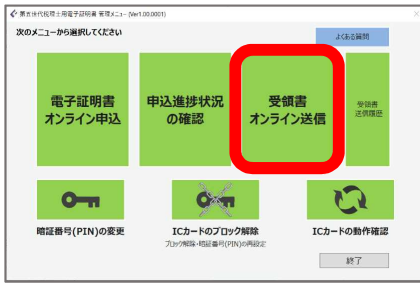 第五世代税理士用電子証明書 管理メニュー (Ver1.00.0001)
次のメニューから選択してください
よくある質問
電子証明書
オンライン申込
申込進捗状況
の確認
受領書
オンライン送信
受領書
送信履歴
暗証番号(PIN)の変更
ICカードのブロック解除
ブロック解除・暗証番号(PIN)の再設定
ICカードの動作確認
終了